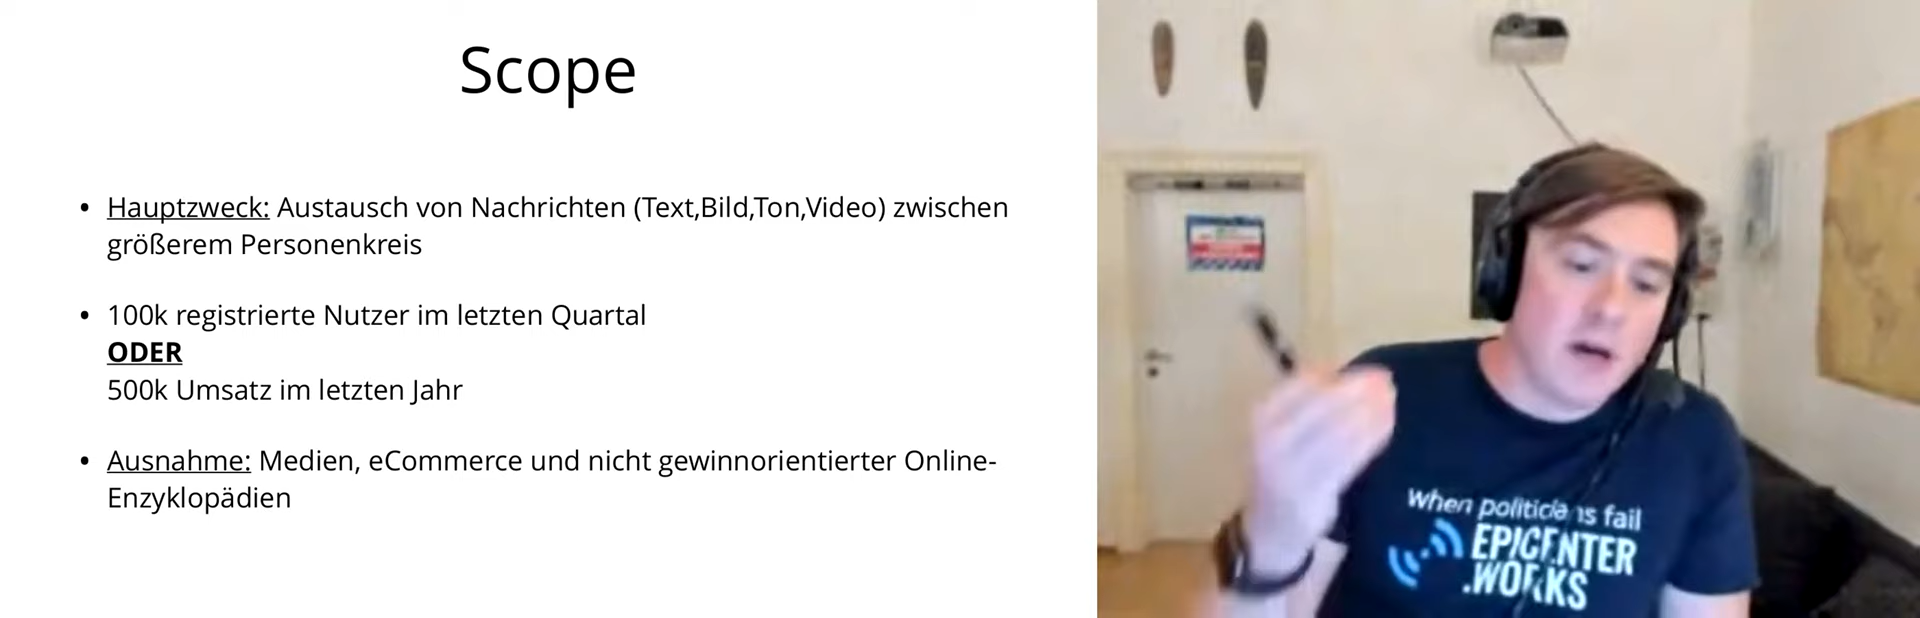 Scope
• Hauptzweck: Austausch von Nachrichten (Text,Bild,Ton,Video) zwischen
größerem Personenkreis
• 100k registrierte Nutzer im letzten Quartal
ODER
500k Umsatz im letzten Jahr
• Ausnahme: Medien, eCommerce und nicht gewinnorientierter Online-
Enzyklopädien
when politicians fail
EPICENTER
.WORKS